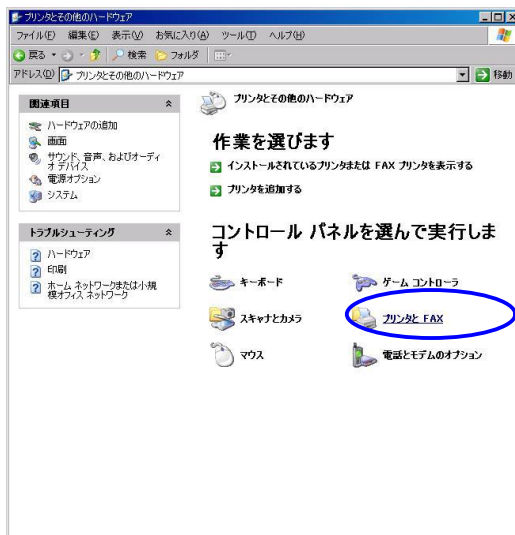 プリンタとその他のハードウェア
ファイル(F) 編集(E) 表示(V) お気に入り(A) ツール(T) ヘルプ(H)
戻る 検索 フォルダ
アドレス(D) プリンタとその他のハードウェア 移動
関連項目
ハードウェアの追加
画面
サウンド、音声、およびオーディ
オ デバイス
電源オプション
システム
トラブルシューティング
ハードウェア
印刷
ホーム ネットワークまたは小規
模オフィス ネットワーク
プリンタとその他のハードウェア
作業を選びます
インストールされているプリンタまたは FAX プリンタを表示する
プリンタを追加する
コントロール パネルを選んで実行しま
す
キーボード ゲーム コントローラ
スキャナとカメラ プリンタと FAX
マウス 電話とモデムのオプション